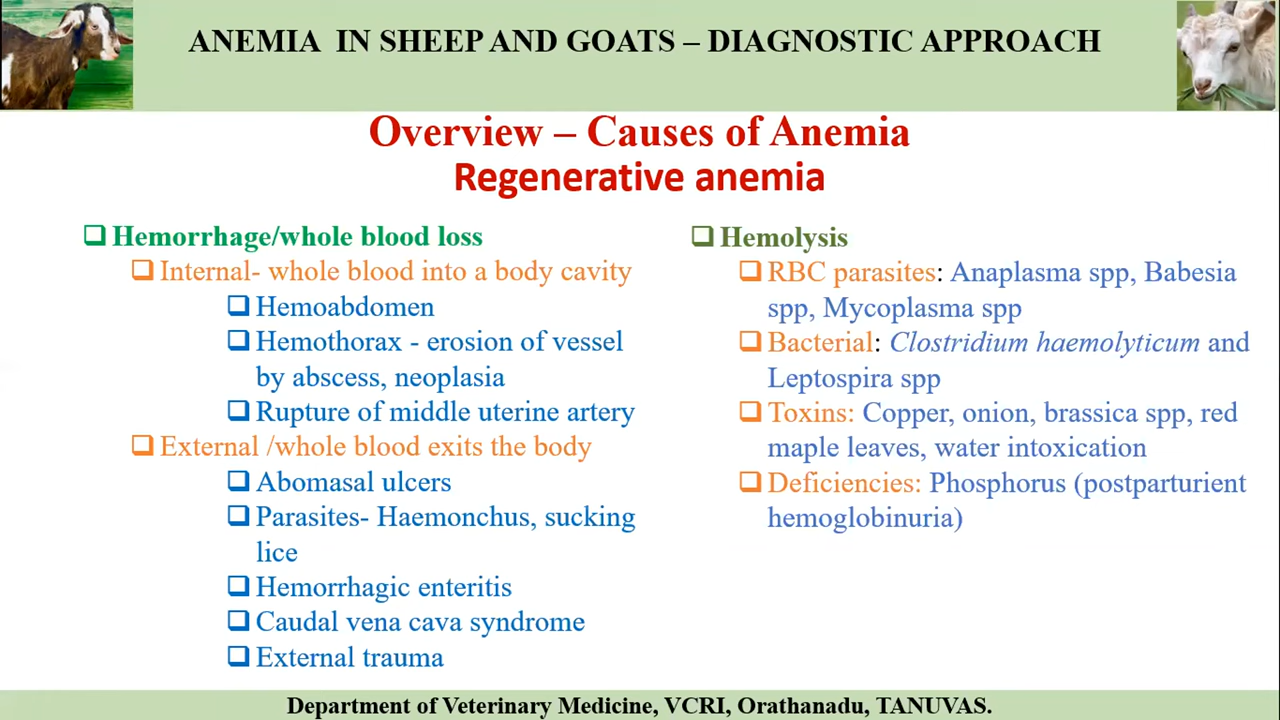 ANEMIA IN SHEEP AND GOATS – DIAGNOSTIC APPROACH
Overview – Causes of Anemia
Regenerative anemia
Hemorrhage/whole blood loss
Internal- whole blood into a body cavity
Hemoabdomen
Hemothorax - erosion of vessel
by abscess, neoplasia
Rupture of middle uterine artery
External /whole blood exits the body
Abomasal ulcers
Parasites- Haemonchus, sucking
lice
Hemorrhagic enteritis
Caudal vena cava syndrome
External trauma
Hemolysis
RBC parasites: Anaplasma spp, Babesia
spp, Mycoplasma spp
Bacterial: Clostridium haemolyticum and
Leptospira spp
Toxins: Copper, onion, brassica spp, red
maple leaves, water intoxication
Deficiencies: Phosphorus (postparturient
hemoglobinuria)
Department of Veterinary Medicine, VCRI, Orathanadu, TANUVAS.